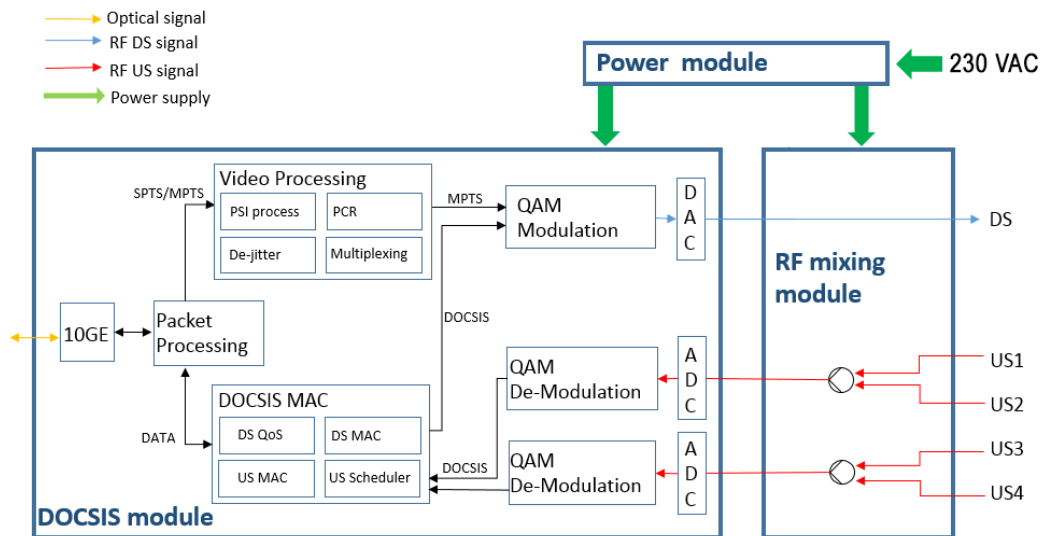 Optical signal
RF DS signal
RF US signal
Power supply
Power module
230 VAC
Video Processing
SPTS/MPTS
PSI process
PCR
De-jitter
Multiplexing
MPTS
QAM
Modulation
D
A
C
DS
RF mixing
module
10GE
Packet
Processing
DOCSIS
QAM
De-Modulation
A
D
C
US1
US2
DOCSIS MAC
DS QoS
DS MAC
US MAC
US Scheduler
DATA
DOCSIS
QAM
De-Modulation
A
D
C
US3
US4
DOCSIS module